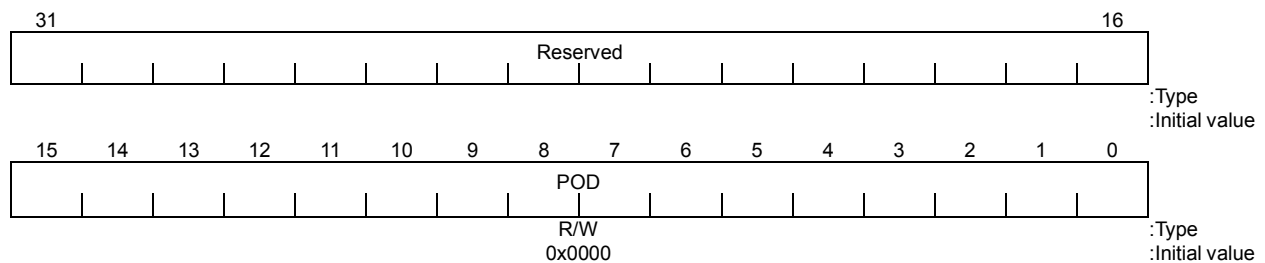 31 16
Reserved
:Type
:Initial value
15 14 13 12 11 10 9 8 7 6 5 4 3 2 1 0
POD
R/W :Type
0x0000 :Initial value